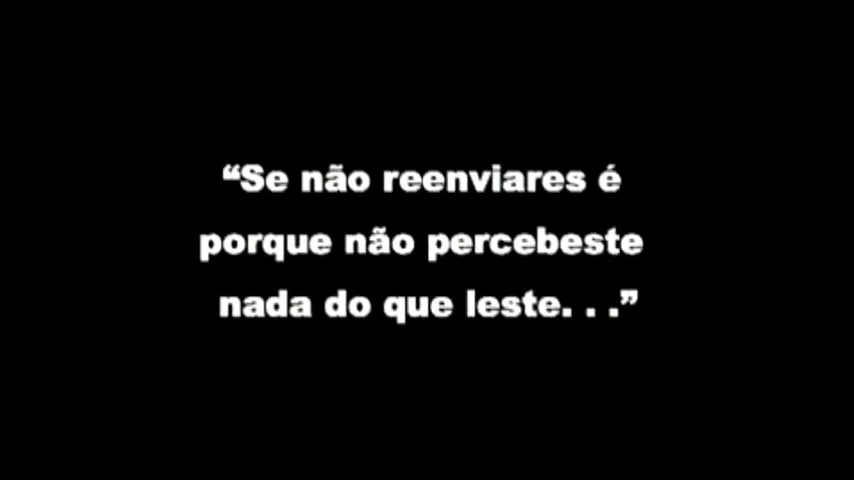 “Se não reenviares é
porque não percebeste
nada do que leste. . .”